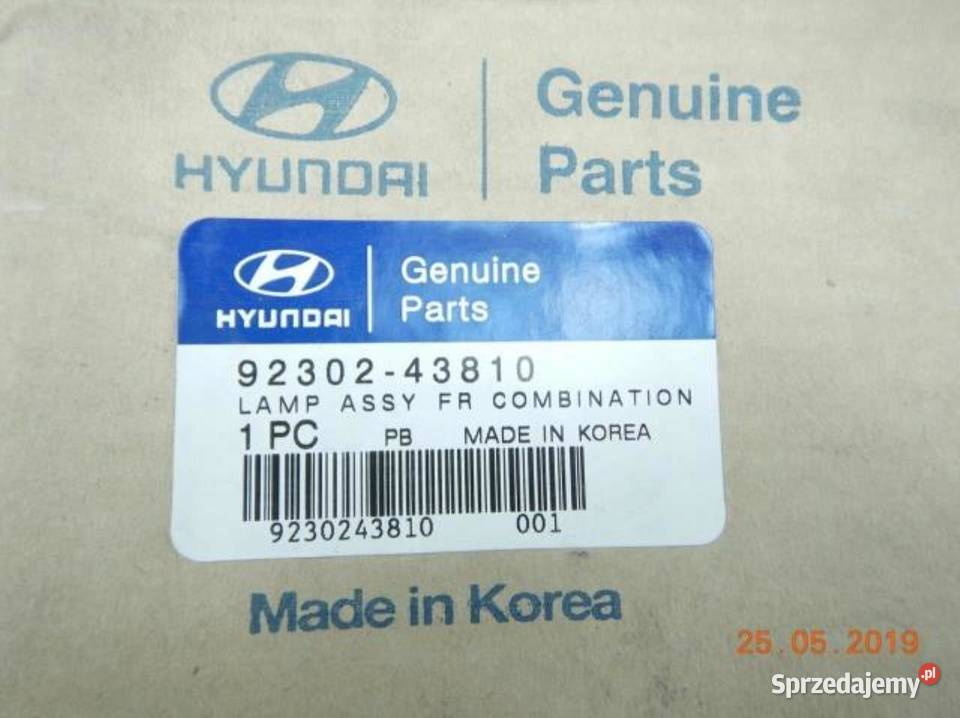 HYUNDAI
Genuine
Parts
HYUNDAI
Genuine
Parts
92302-43810
LAMP ASSY FR COMBINATION
1 PC PB MADE IN KOREA
9230243810 001
Made in Korea
25.05.2019
Sprzedajemy.pl